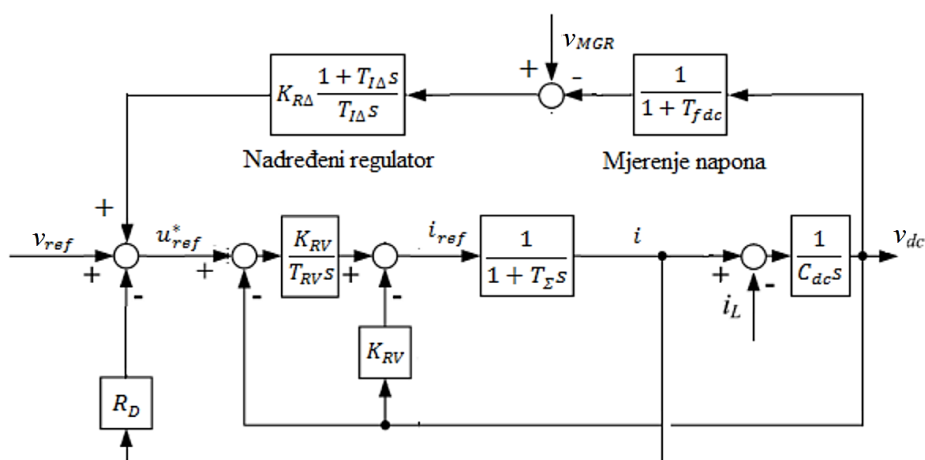 v_MGR
+ -
K_RΔ (1 + T_IΔ s) / (T_IΔ s)
1 / (1 + T_fdc)
Nadređeni regulator
Mjerenje napona
+
v_ref
+
-
u*_ref
+
-
K_RV / (T_RV s)
+
-
i_ref
1 / (1 + T_Σ s)
i
+
-
i_L
1 / (C_dc s)
v_dc
K_RV
R_D